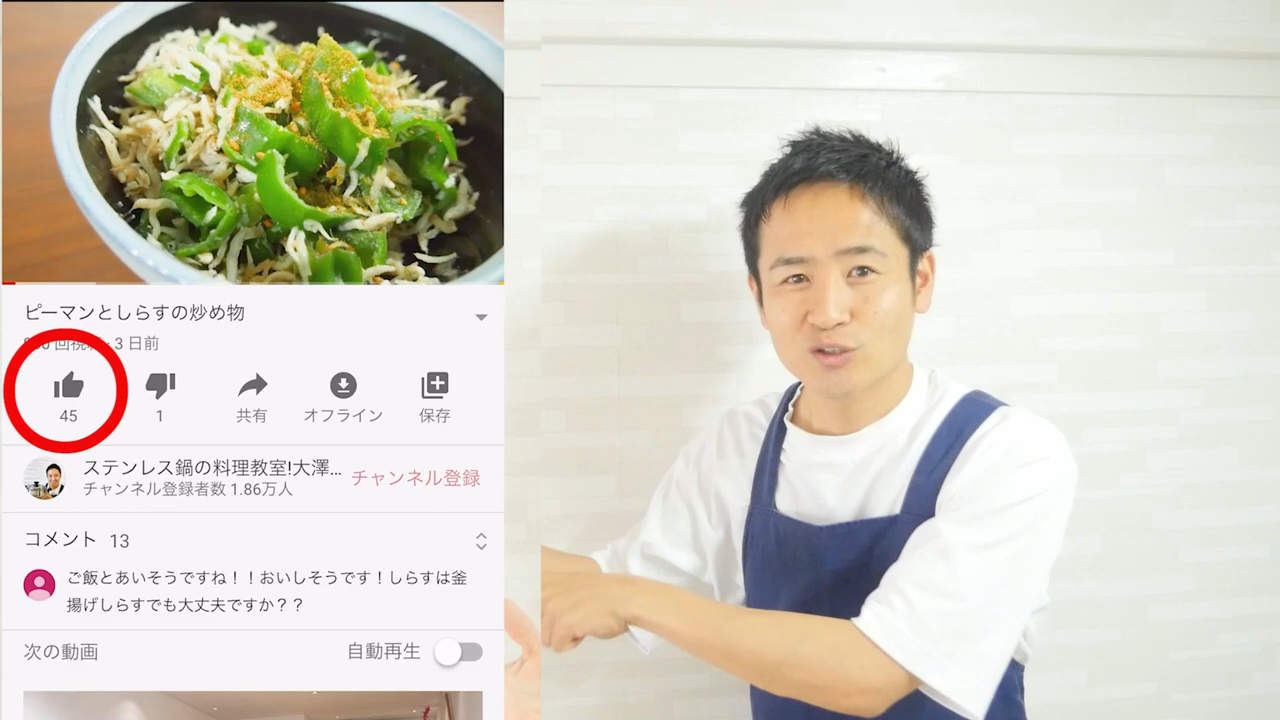 ピーマンとしらすの炒め物
3 日前
45
1
共有
オフライン
保存
ステンレス鍋の料理教室!大澤...
チャンネル登録
チャンネル登録者数 1.86万人
コメント 13
ご飯とあいそうですね！！おいしそうです！しらすは釜
揚げしらすでも大丈夫ですか？？
次の動画
自動再生